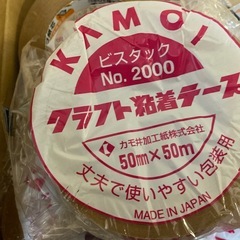 KAMOI
ビスタック
No. 2000
クラフト粘着テープ
カモ井加工紙株式会社
50mm×50m
丈夫で使いやすい包装用
MADE IN JAPAN